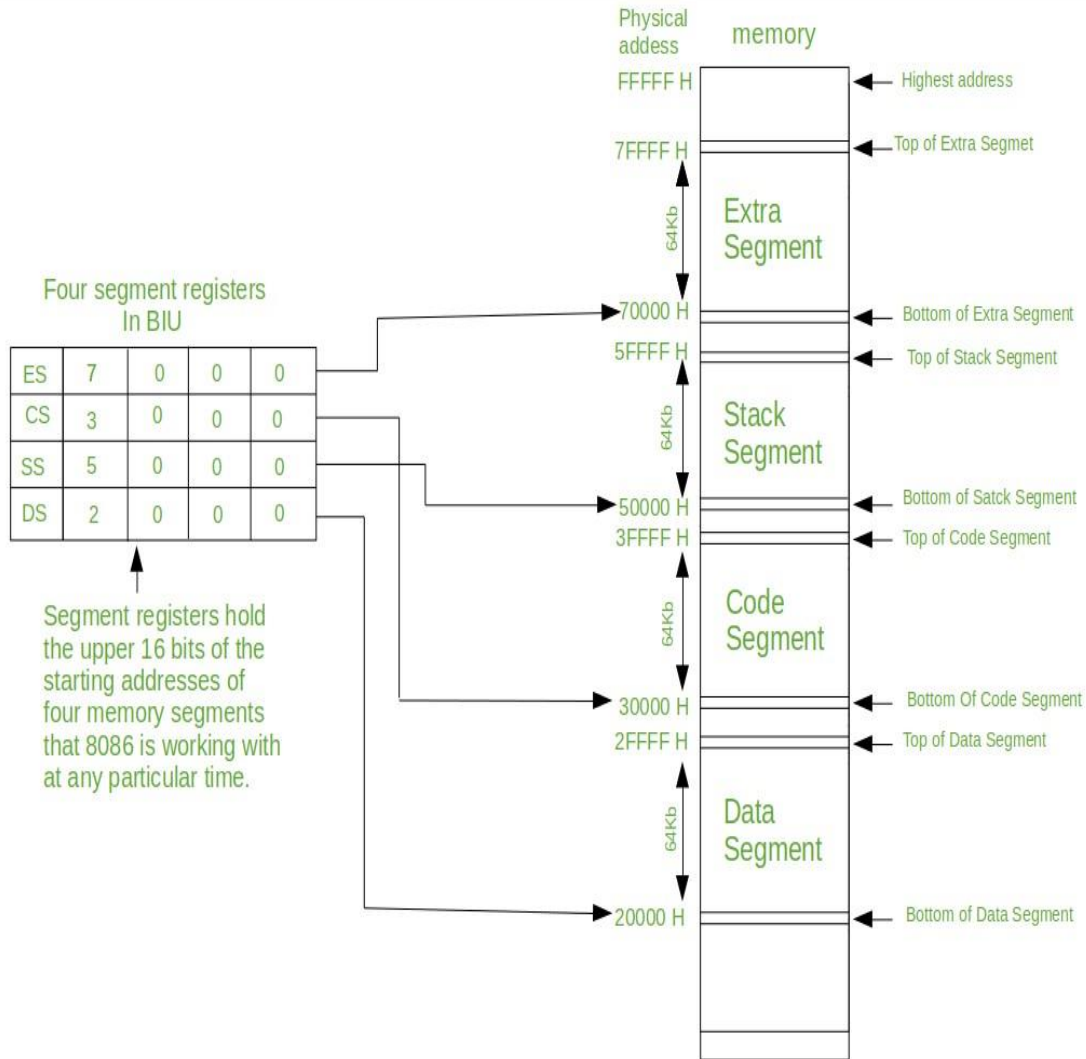 Physical
addess
memory
FFFFF H
Highest address
7FFFF H
Top of Extra Segmet
64Kb
Extra
Segment
Four segment registers
In BIU
70000 H
Bottom of Extra Segment
5FFFF H
Top of Stack Segment
ES 7 0 0 0
CS 3 0 0 0
SS 5 0 0 0
DS 2 0 0 0
64Kb
Stack
Segment
50000 H
Bottom of Satck Segment
3FFFF H
Top of Code Segment
Segment registers hold
the upper 16 bits of the
starting addresses of
four memory segments
that 8086 is working with
at any particular time.
64Kb
Code
Segment
30000 H
Bottom Of Code Segment
2FFFF H
Top of Data Segment
64Kb
Data
Segment
20000 H
Bottom of Data Segment